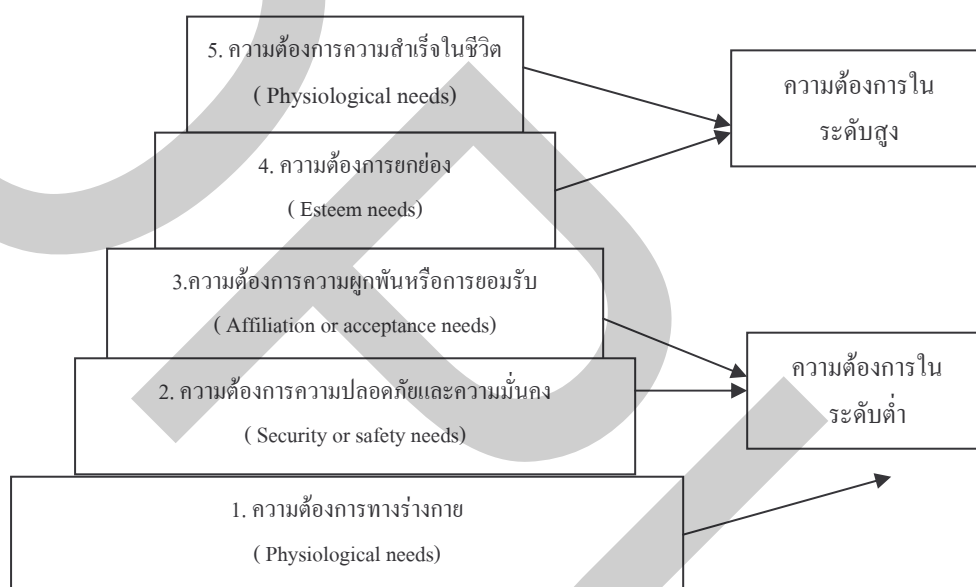 5. ความต้องการความสำเร็จในชีวิต
( Physiological needs)
ความต้องการใน
ระดับสูง
4. ความต้องการยกย่อง
( Esteem needs)
3.ความต้องการความผูกพันหรือการยอมรับ
( Affiliation or acceptance needs)
ความต้องการใน
ระดับต่ำ
2. ความต้องการความปลอดภัยและความมั่นคง
( Security or safety needs)
1. ความต้องการทางร่างกาย
( Physiological needs)